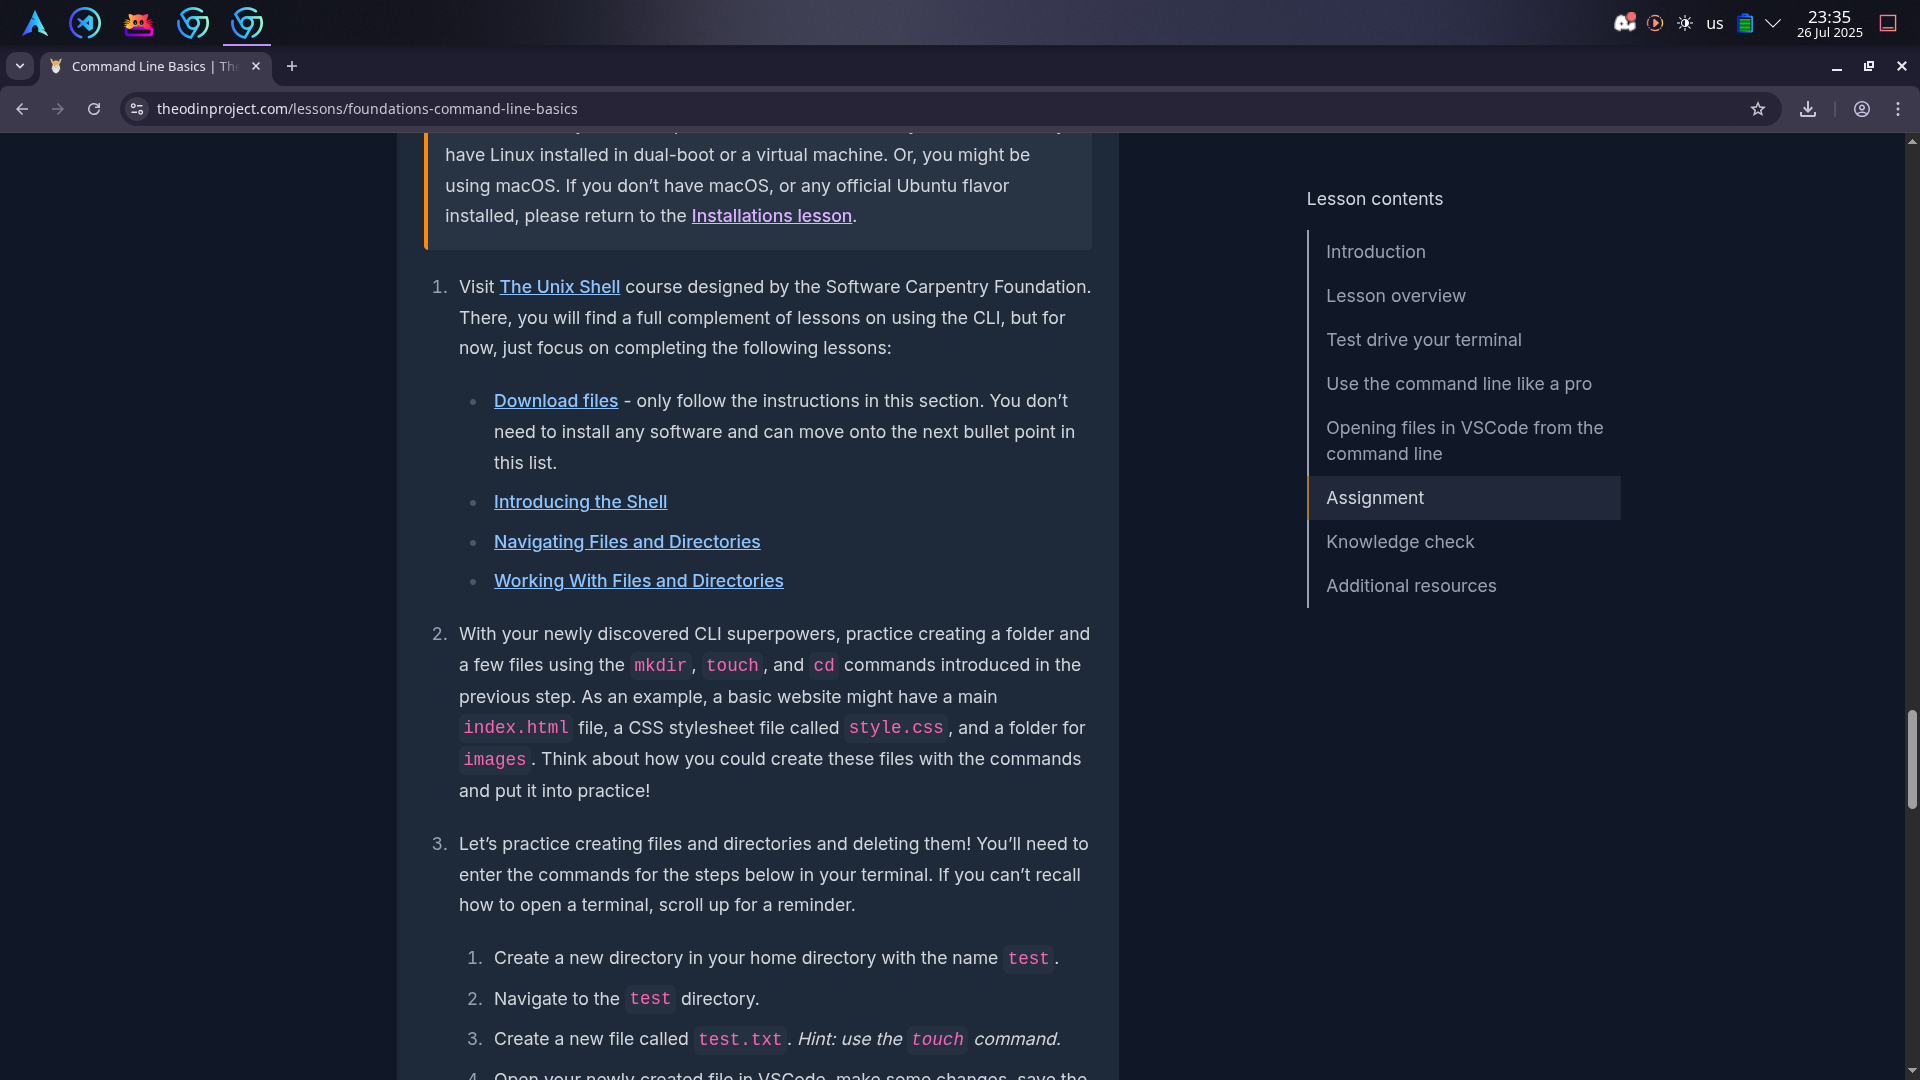 us
23:35
26 Jul 2025
Command Line Basics | The
theodinproject.com/lessons/foundations-command-line-basics
have Linux installed in dual-boot or a virtual machine. Or, you might be
using macOS. If you don’t have macOS, or any official Ubuntu flavor
installed, please return to the Installations lesson.
1. Visit The Unix Shell course designed by the Software Carpentry Foundation.
There, you will find a full complement of lessons on using the CLI, but for
now, just focus on completing the following lessons:
• Download files - only follow the instructions in this section. You don’t
need to install any software and can move onto the next bullet point in
this list.
• Introducing the Shell
• Navigating Files and Directories
• Working With Files and Directories
2. With your newly discovered CLI superpowers, practice creating a folder and
a few files using the mkdir, touch, and cd commands introduced in the
previous step. As an example, a basic website might have a main
index.html file, a CSS stylesheet file called style.css, and a folder for
images. Think about how you could create these files with the commands
and put it into practice!
3. Let’s practice creating files and directories and deleting them! You’ll need to
enter the commands for the steps below in your terminal. If you can’t recall
how to open a terminal, scroll up for a reminder.
1. Create a new directory in your home directory with the name test.
2. Navigate to the test directory.
3. Create a new file called test.txt. Hint: use the touch command.
4. Open your newly created file in VSCode, make some changes, save the
Lesson contents
Introduction
Lesson overview
Test drive your terminal
Use the command line like a pro
Opening files in VSCode from the
command line
Assignment
Knowledge check
Additional resources